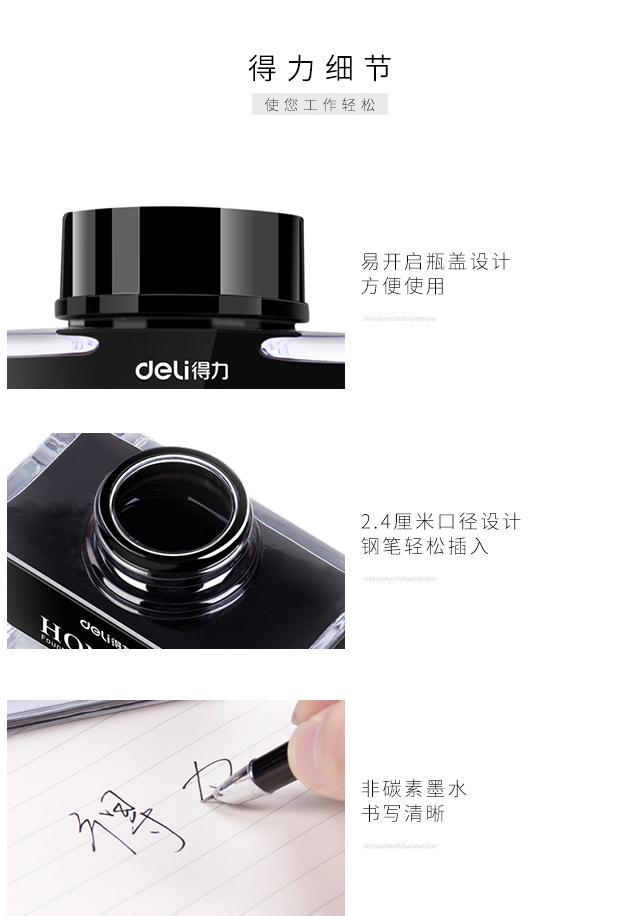 得力细节
使您工作轻松
易开启瓶盖设计
方便使用
deli得力
2.4厘米口径设计
钢笔轻松插入
deli得力
得力
非碳素墨水
书写清晰